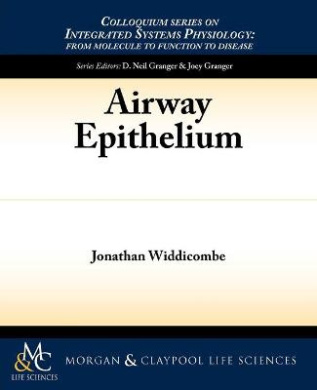 Colloquium series on
Integrated Systems Physiology:
from molecule to function to disease
Series Editors: D. Neil Granger & Joey Granger
Airway
Epithelium
Jonathan Widdicombe
M&C
LIFE SCIENCES
Morgan & Claypool Life Sciences